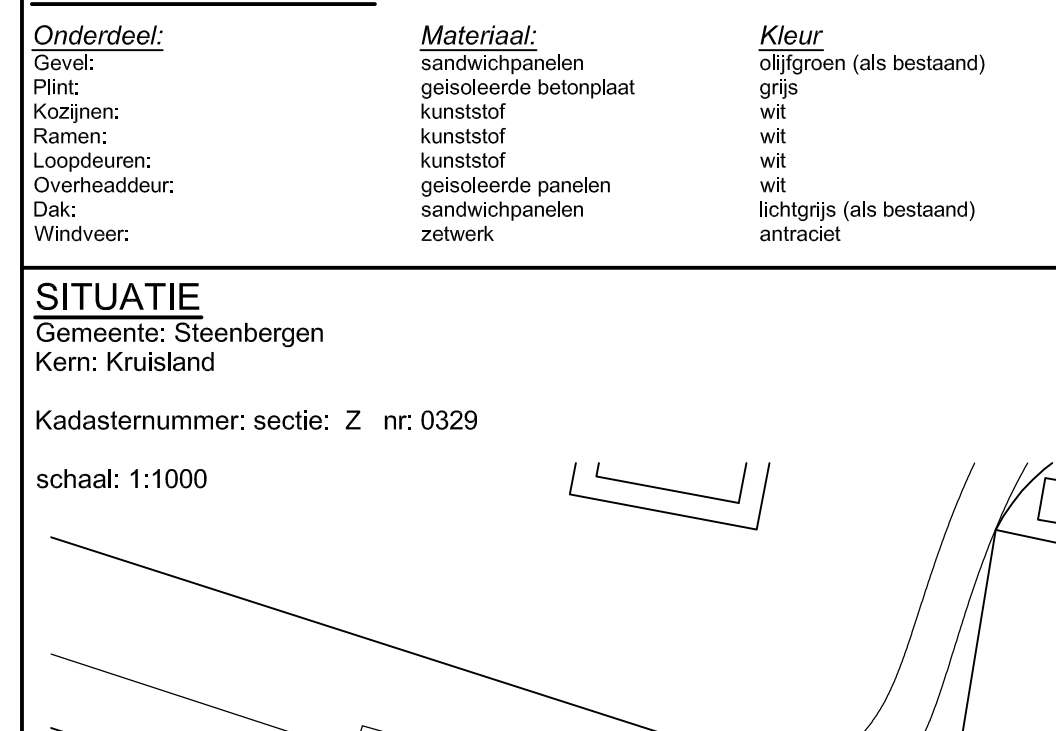 Onderdeel: Materiaal: Kleur
Gevel: sandwichpanelen olijfgroen (als bestaand)
Plint: geisoleerde betonplaat grijs
Kozijnen: kunststof wit
Ramen: kunststof wit
Loopdeuren: kunststof wit
Overheaddeur: geisoleerde panelen wit
Dak: sandwichpanelen lichtgrijs (als bestaand)
Windveer: zetwerk antraciet
SITUATIE
Gemeente: Steenbergen
Kern: Kruisland
Kadasternummer: sectie: Z nr: 0329
schaal: 1:1000